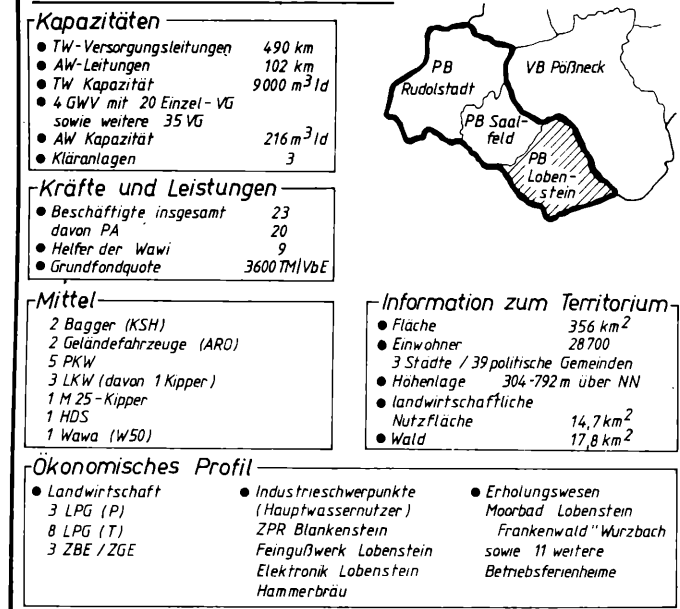 Kapazitäten
● TW-Versorgungsleitungen 490 km
● AW-Leitungen 102 km
● TW Kapazität 9000 m³/d
● 4 GWV mit 20 Einzel-VG
sowie weitere 35 VG
● AW Kapazität 216 m³/d
● Kläranlagen 3
PB
Rudolstadt
VB Pößneck
PB Saal-
feld
PB
Loben-
stein
Kräfte und Leistungen
● Beschäftigte insgesamt 23
davon PA 20
● Helfer der Wawi 9
● Grundfondquote 3600 TM/VbE
Mittel
2 Bagger (KSH)
2 Geländefahrzeuge (ARO)
5 PKW
3 LKW (davon 1 Kipper)
1 M 25-Kipper
1 HDS
1 Wawa (W50)
Information zum Territorium
● Fläche 356 km²
● Einwohner 28700
3 Städte / 39 politische Gemeinden
● Höhenlage 304-792 m über NN
● landwirtschaftliche
Nutzfläche 14,7 km²
● Wald 17,8 km²
Ökonomisches Profil
● Landwirtschaft
3 LPG (P)
8 LPG (T)
3 ZBE / ZGE
● Industrieschwerpunkte
(Hauptwassernutzer)
ZPR Blankenstein
Feingußwerk Lobenstein
Elektronik Lobenstein
Hammerbräu
● Erholungswesen
Moorbad Lobenstein
Frankenwald" Wurzbach
sowie 11 weitere
Betriebsferienheime